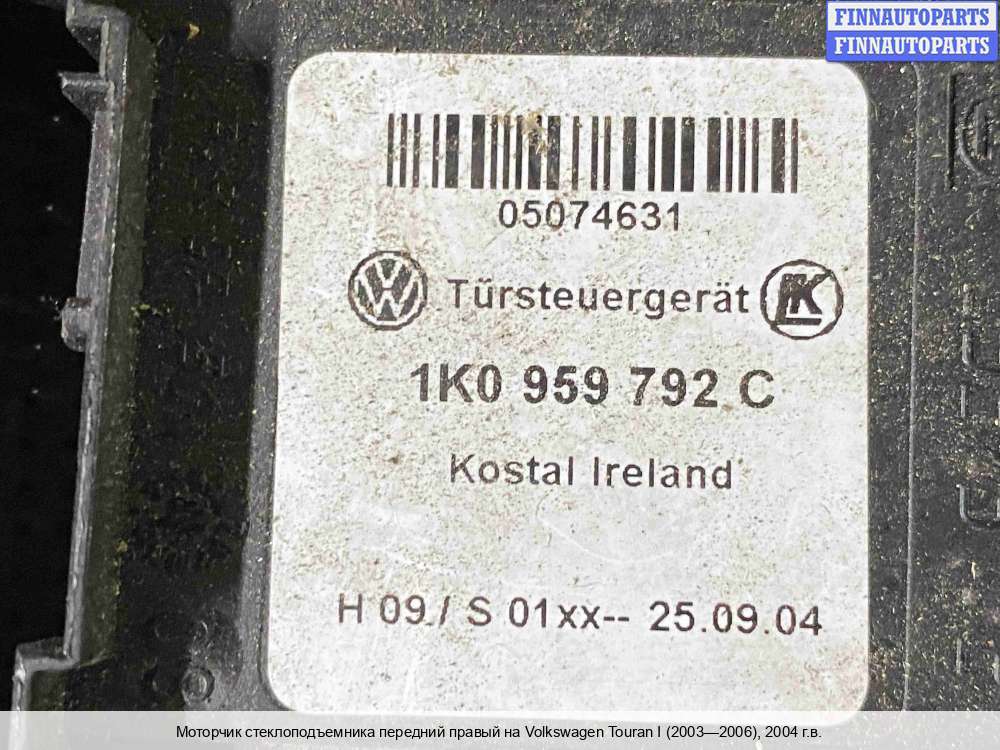 FINNAUTOPARTS
FINNAUTOPARTS
05074631
VW Türsteuergerät K
1K0 959 792 C
Kostal Ireland
H 09 / S 01xx-- 25.09.04
Моторчик стеклоподъемника передний правый на Volkswagen Touran I (2003—2006), 2004 г.в.